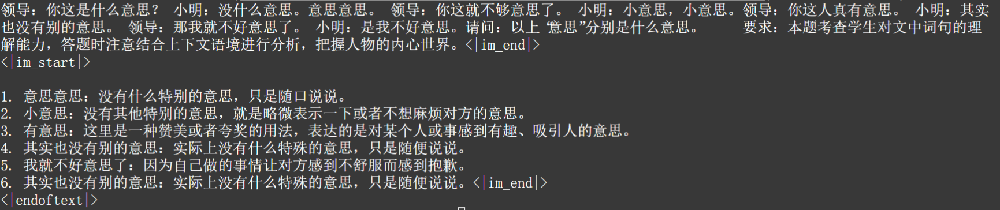 领导：你这是什么意思？ 小明：没什么意思。意思意思。 领导：你这就不够意思了。 小明：小意思，小意思。领导：你这人真有意思。 小明：其实
也没有别的意思。 领导：那我就不好意思了。 小明：是我不好意思。请问：以上“意思”分别是什么意思。 要求：本题考查学生对文中词句的理
解能力，答题时注意结合上下文语境进行分析，把握人物的内心世界。<|im_end|>
<|im_start|>
1. 意思意思：没有什么特别的意思，只是随口说说。
2. 小意思：没有其他特别的意思，就是略微表示一下或者不想麻烦对方的意思。
3. 有意思：这里是一种赞美或者夸奖的用法，表达的是对某个人或事感到有趣、吸引人的意思。
4. 其实也没有别的意思：实际上没有什么特殊的意思，只是随便说说。
5. 我就不好意思了：因为自己做的事情让对方感到不舒服而感到抱歉。
6. 其实也没有别的意思：实际上没有什么特殊的意思，只是随便说说。<|im_end|>
<|endoftext|>